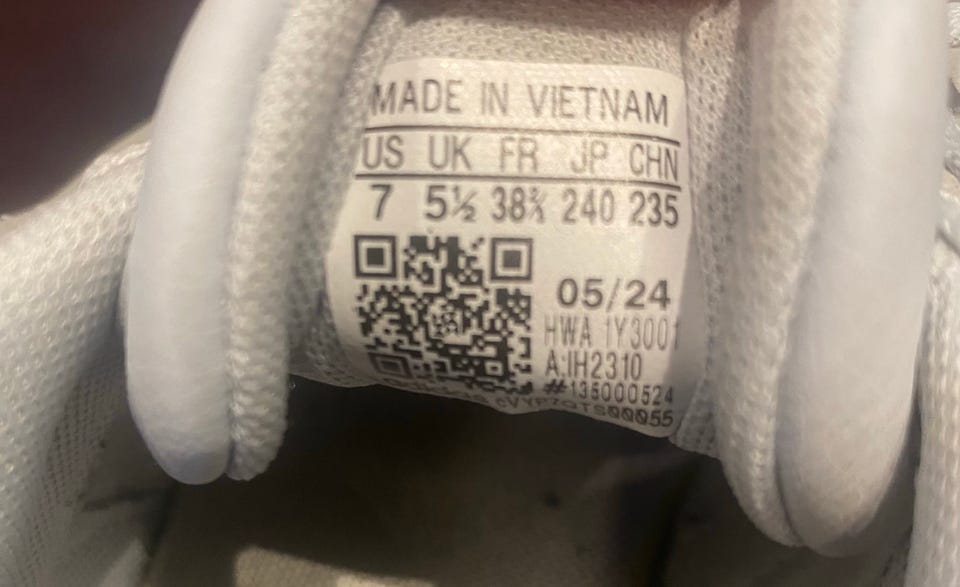 MADE IN VIETNAM
US UK FR JP CHN
7 5½ 38⅔ 240 235
05/24
HWA 1Y3001
A:IH2310
#135000524